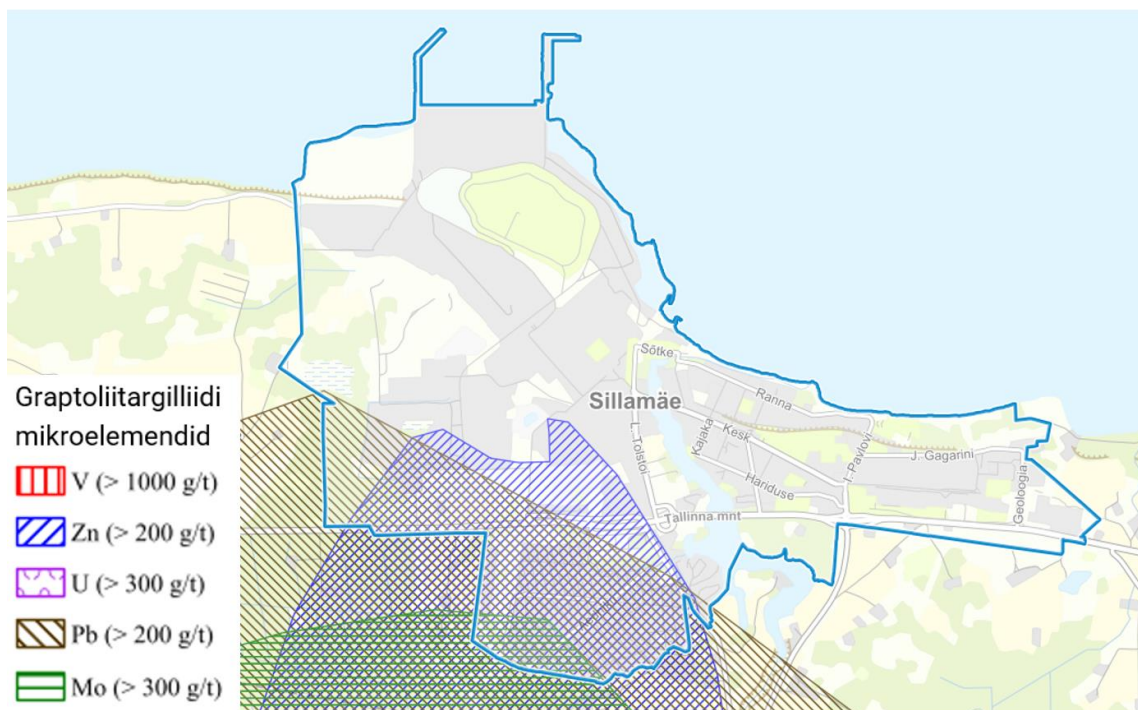 Sõtke
Ranna
Sillamäe
Kesk
Kajaka
L. Tolstoi
I. Pavlovi
J. Gagarini
Geoloogia
Hariduse
Tallinna mnt
Graptoliitargilliidi
mikroelemendid
V (> 1000 g/t)
Zn (> 200 g/t)
U (> 300 g/t)
Pb (> 200 g/t)
Mo (> 300 g/t)